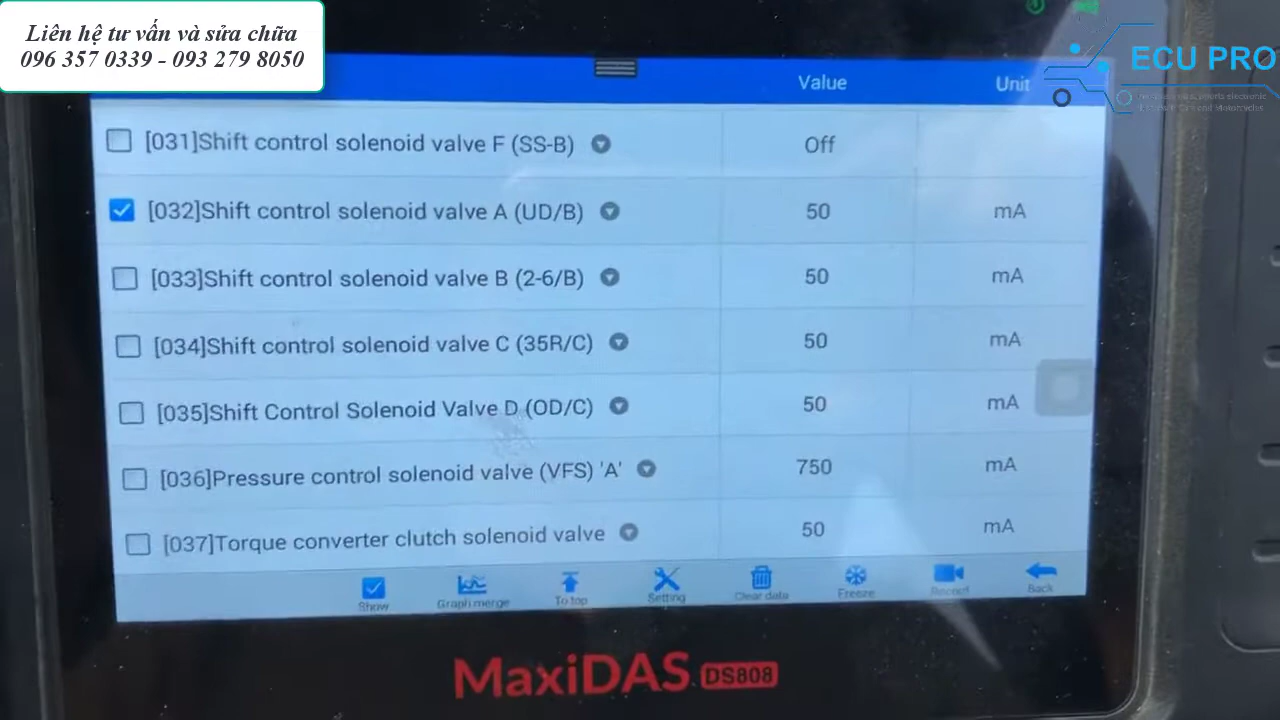 Liên hệ tư vấn và sửa chữa
096 357 0339 - 093 279 8050
ECU PRO
Value Unit
[031]Shift control solenoid valve F (SS-B) Off
[032]Shift control solenoid valve A (UD/B) 50 mA
[033]Shift control solenoid valve B (2-6/B) 50 mA
[034]Shift control solenoid valve C (35R/C) 50 mA
[035]Shift Control Solenoid Valve D (OD/C) 50 mA
[036]Pressure control solenoid valve (VFS) 'A' 750 mA
[037]Torque converter clutch solenoid valve 50 mA
Show Graph merge To top Setting Clear data Freeze Record Back
MaxiDAS DS808